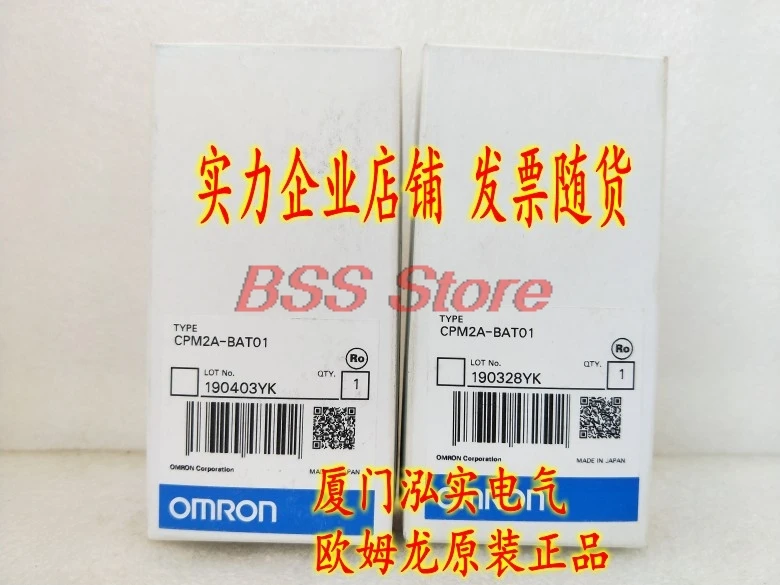 实力企业店铺 发票随货
BSS Store
TYPE
CPM2A-BAT01
Ro
LOT No.
QTY.
190403YK
1
OMRON Corporation
MADE IN JAPAN
OMRON
TYPE
CPM2A-BAT01
Ro
LOT No.
QTY.
190328YK
1
OMRON Corporation
MADE IN JAPAN
OMRON
厦门泓实电气
欧姆龙原装正品